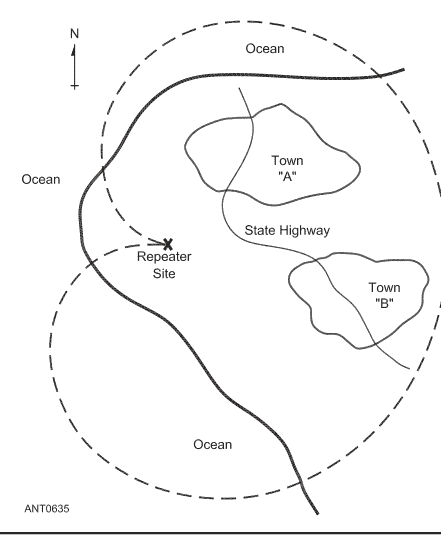 N
Ocean
Town
"A"
Ocean
State Highway
Repeater
Site
Town
"B"
Ocean
ANT0635